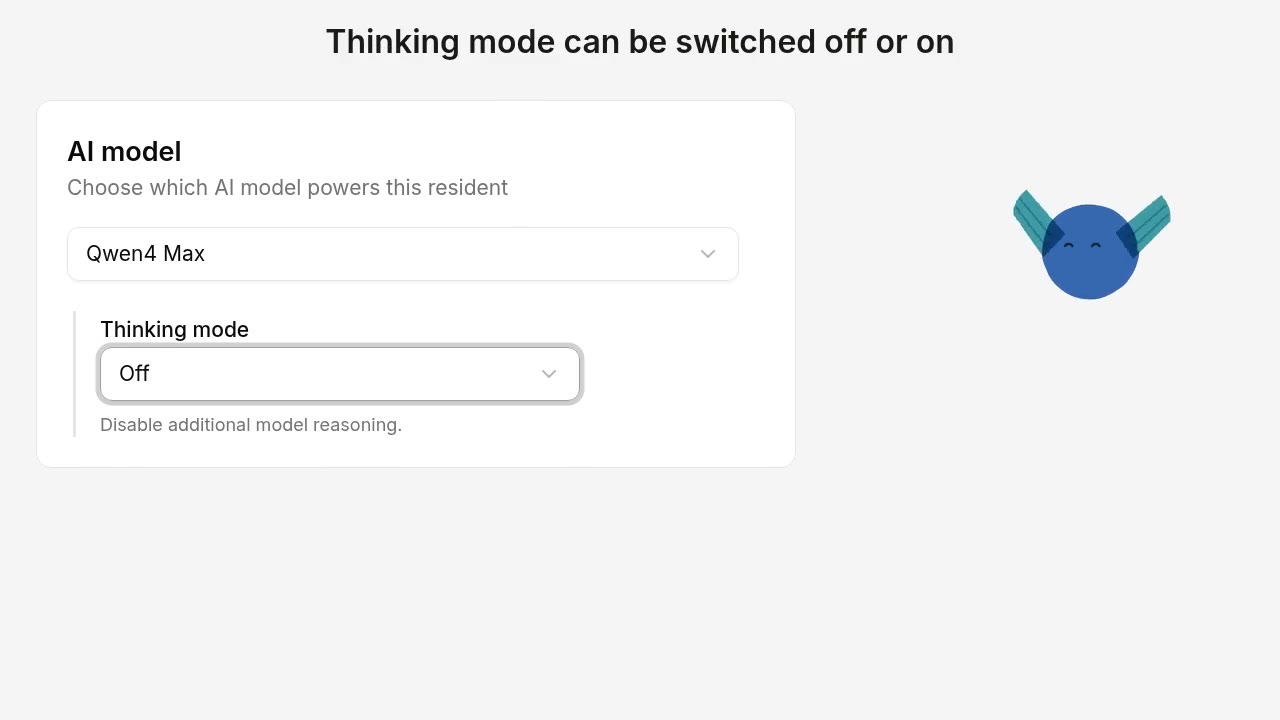 Thinking mode can be switched off or on
AI model
Choose which AI model powers this resident
Qwen4 Max
Thinking mode
Off
Disable additional model reasoning.